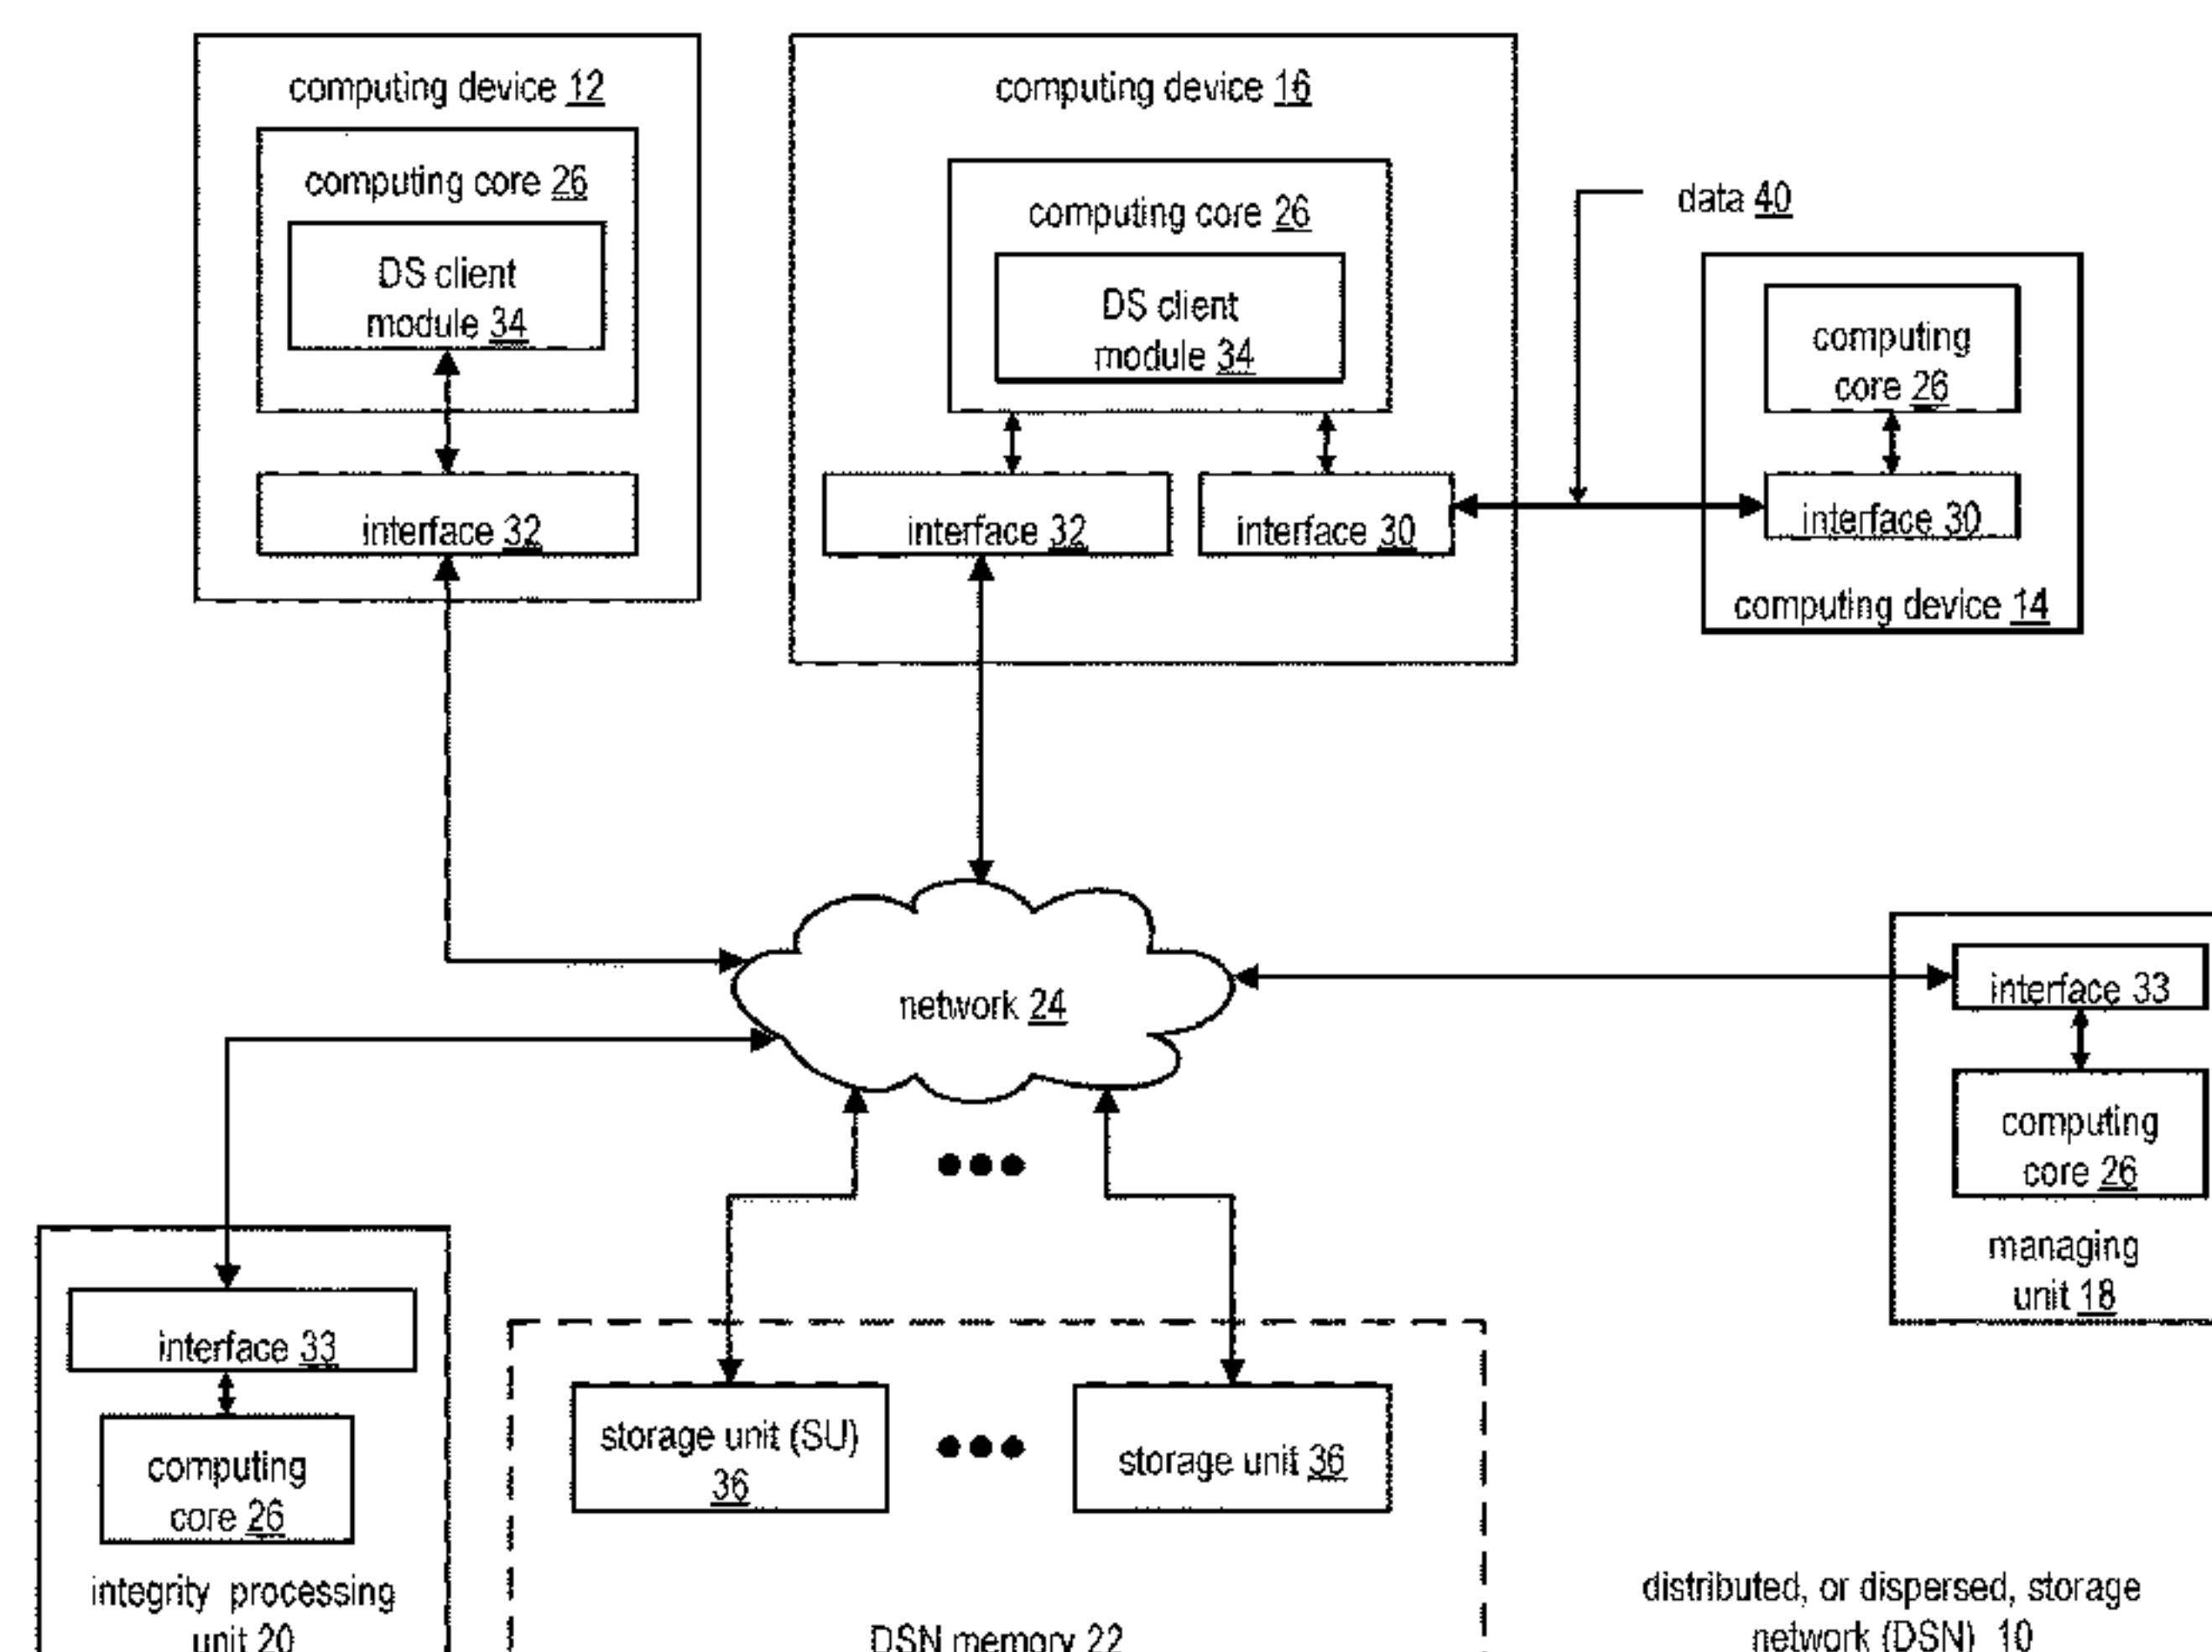 computing device 12
computing core 26
DS client
module 34
interface 32
computing device 16
computing core 26
DS client
module 34
interface 32
interface 30
data 40
computing
core 26
interface 30
computing device 14
network 24
interface 33
computing
core 26
managing
unit 18
interface 33
computing
core 26
integrity processing
unit 20
storage unit (SU)
36
storage unit 36
DSN memory 22
distributed, or dispersed, storage
network (DSN) 10